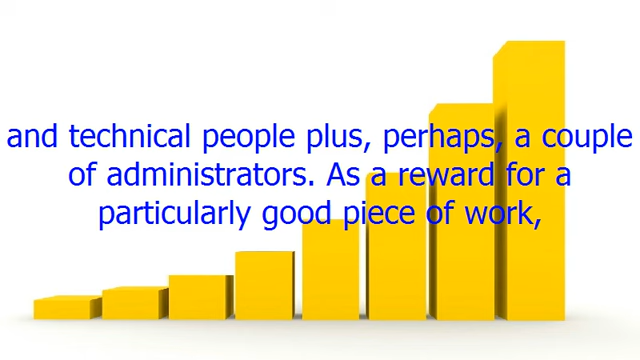 and technical people plus, perhaps, a couple
of administrators. As a reward for a
particularly good piece of work,